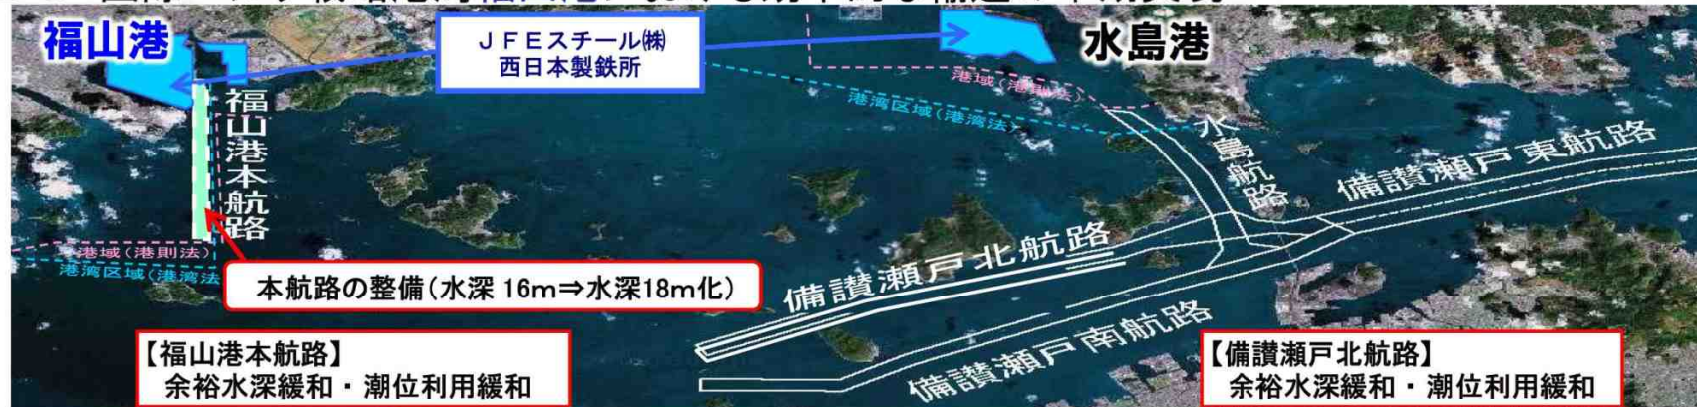 福山港
JFEスチール㈱
西日本製鉄所
水島港
港域(港則法)
港湾区域(港湾法)
福山港本航路
水島航路
備讃瀬戸東航路
港域(港則法)
港湾区域(港湾法
本航路の整備(水深 16m⇒水深18m化)
備讃瀬戸北航路
備讃瀬戸南航路
【福山港本航路】
余裕水深緩和・潮位利用緩和
【備讃瀬戸北航路】
余裕水深緩和・潮位利用緩和